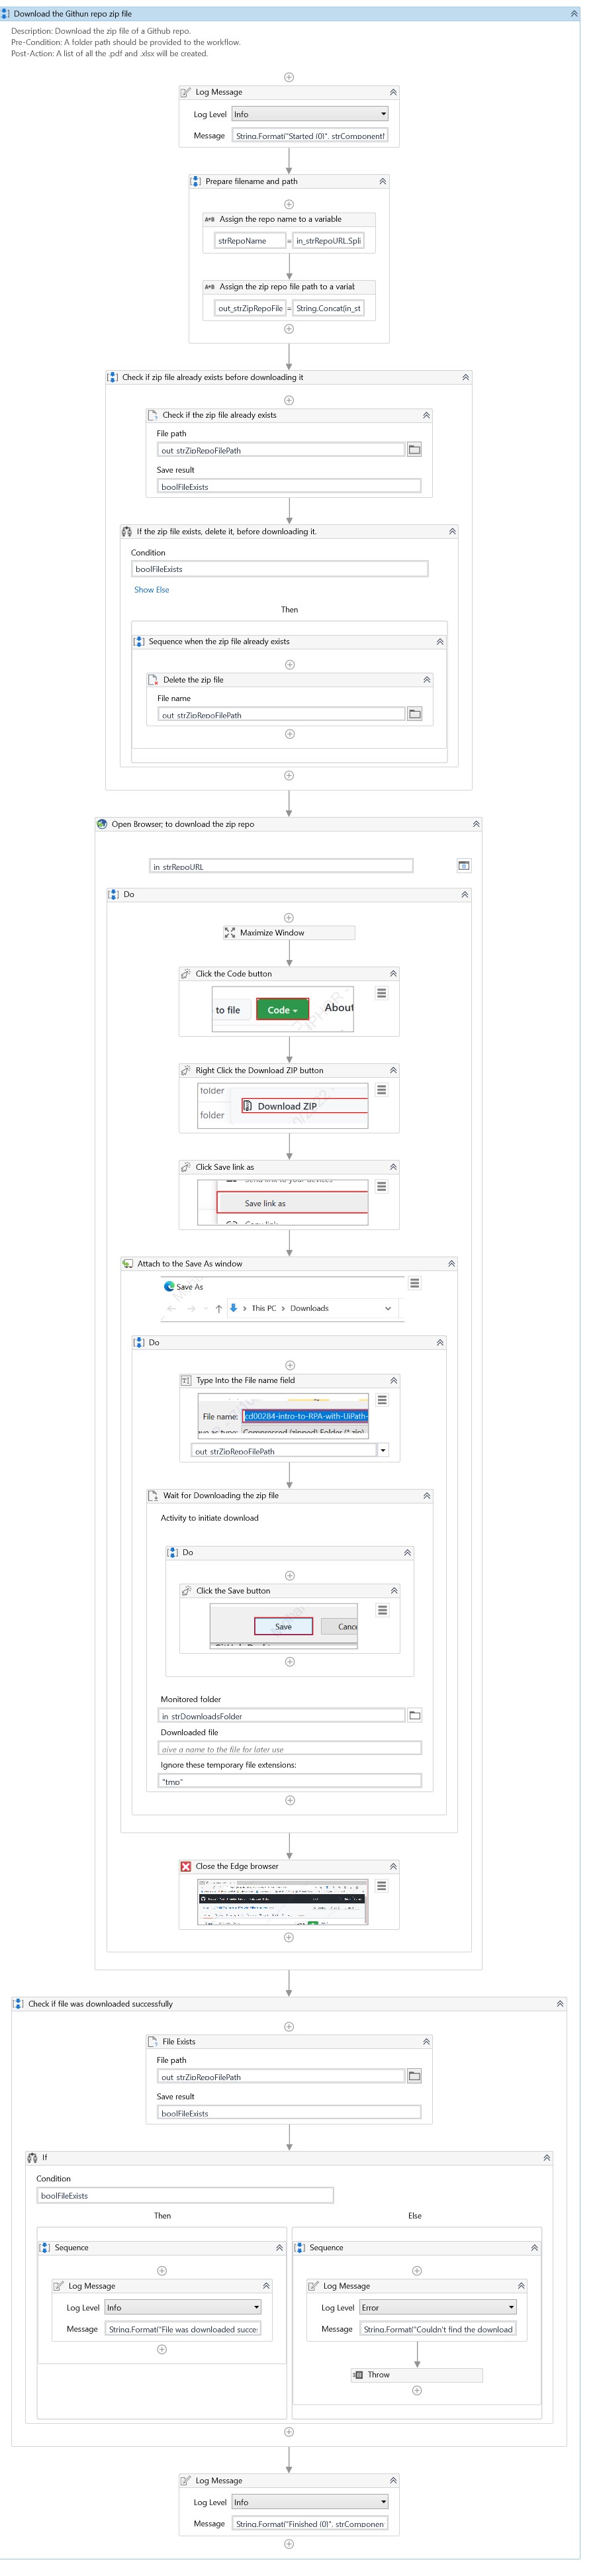 Download the Githun repo zip file
Description: Download the zip file of a Github repo.
Pre-Condition: A folder path should be provided to the workflow.
Post-Action: A list of all the .pdf and .xlsx will be created.
Log Message
Log Level Info
Message String.Format("Started {0}", strComponent
Prepare filename and path
Assign the repo name to a variable
strRepoName = in_strRepoURL.Spli
Assign the zip repo file path to a variab
out_strZipRepoFile = String.Concat(in_st
Check if zip file already exists before downloading it
Check if the zip file already exists
File path
out_strZipRepoFilePath
Save result
boolFileExists
If the zip file exists, delete it, before downloading it.
Condition
boolFileExists
Show Else
Then
Sequence when the zip file already exists
Delete the zip file
File name
out_strZipRepoFilePath
Open Browser; to download the zip repo
in_strRepoURL
Do
Maximize Window
Click the Code button
to file Code About
Right Click the Download ZIP button
folder
folder Download ZIP
Click Save link as
Send link to your devices
Save link as
Copy link
Attach to the Save As window
Save As
This PC > Downloads
Do
Type Into the File name field
File name: cd00284-intro-to-RPA-with-UiPath-
ve as type: Compressed (zipped) Folder (*.zip)
out_strZipRepoFilePath
Wait for Downloading the zip file
Activity to initiate download
Do
Click the Save button
Save Cance
Monitored folder
in_strDownloadsFolder
Downloaded file
give a name to the file for later use
Ignore these temporary file extensions:
"tmp"
Close the Edge browser
Check if file was downloaded successfully
File Exists
File path
out_strZipRepoFilePath
Save result
boolFileExists
If
Condition
boolFileExists
Then Else
Sequence
Log Message
Log Level Info
Message String.Format("File was downloaded succe
Sequence
Log Message
Log Level Error
Message String.Format("Couldn't find the download
Throw
Log Message
Log Level Info
Message String.Format("Finished {0}", strComponen